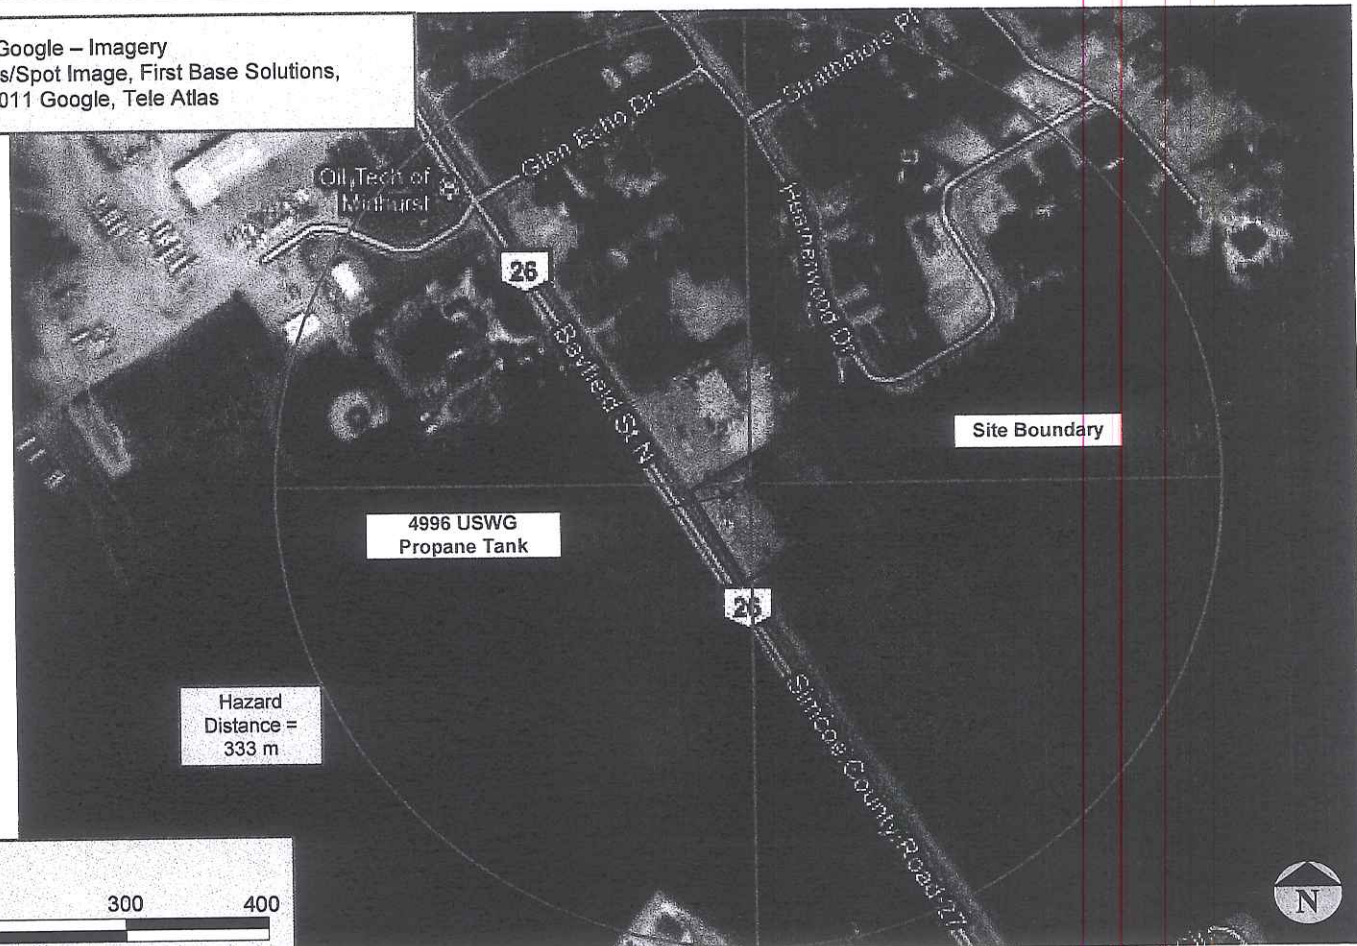 Google – Imagery
s/Spot Image, First Base Solutions,
011 Google, Tele Atlas
Strathmore Pl
Glen Echo Dr
Oil Tech of
Midhurst
Heatherwood Dr
26
Bayfield St N
Site Boundary
4996 USWG
Propane Tank
26
Simcoe County Road 27
Hazard
Distance =
333 m
300 400
N